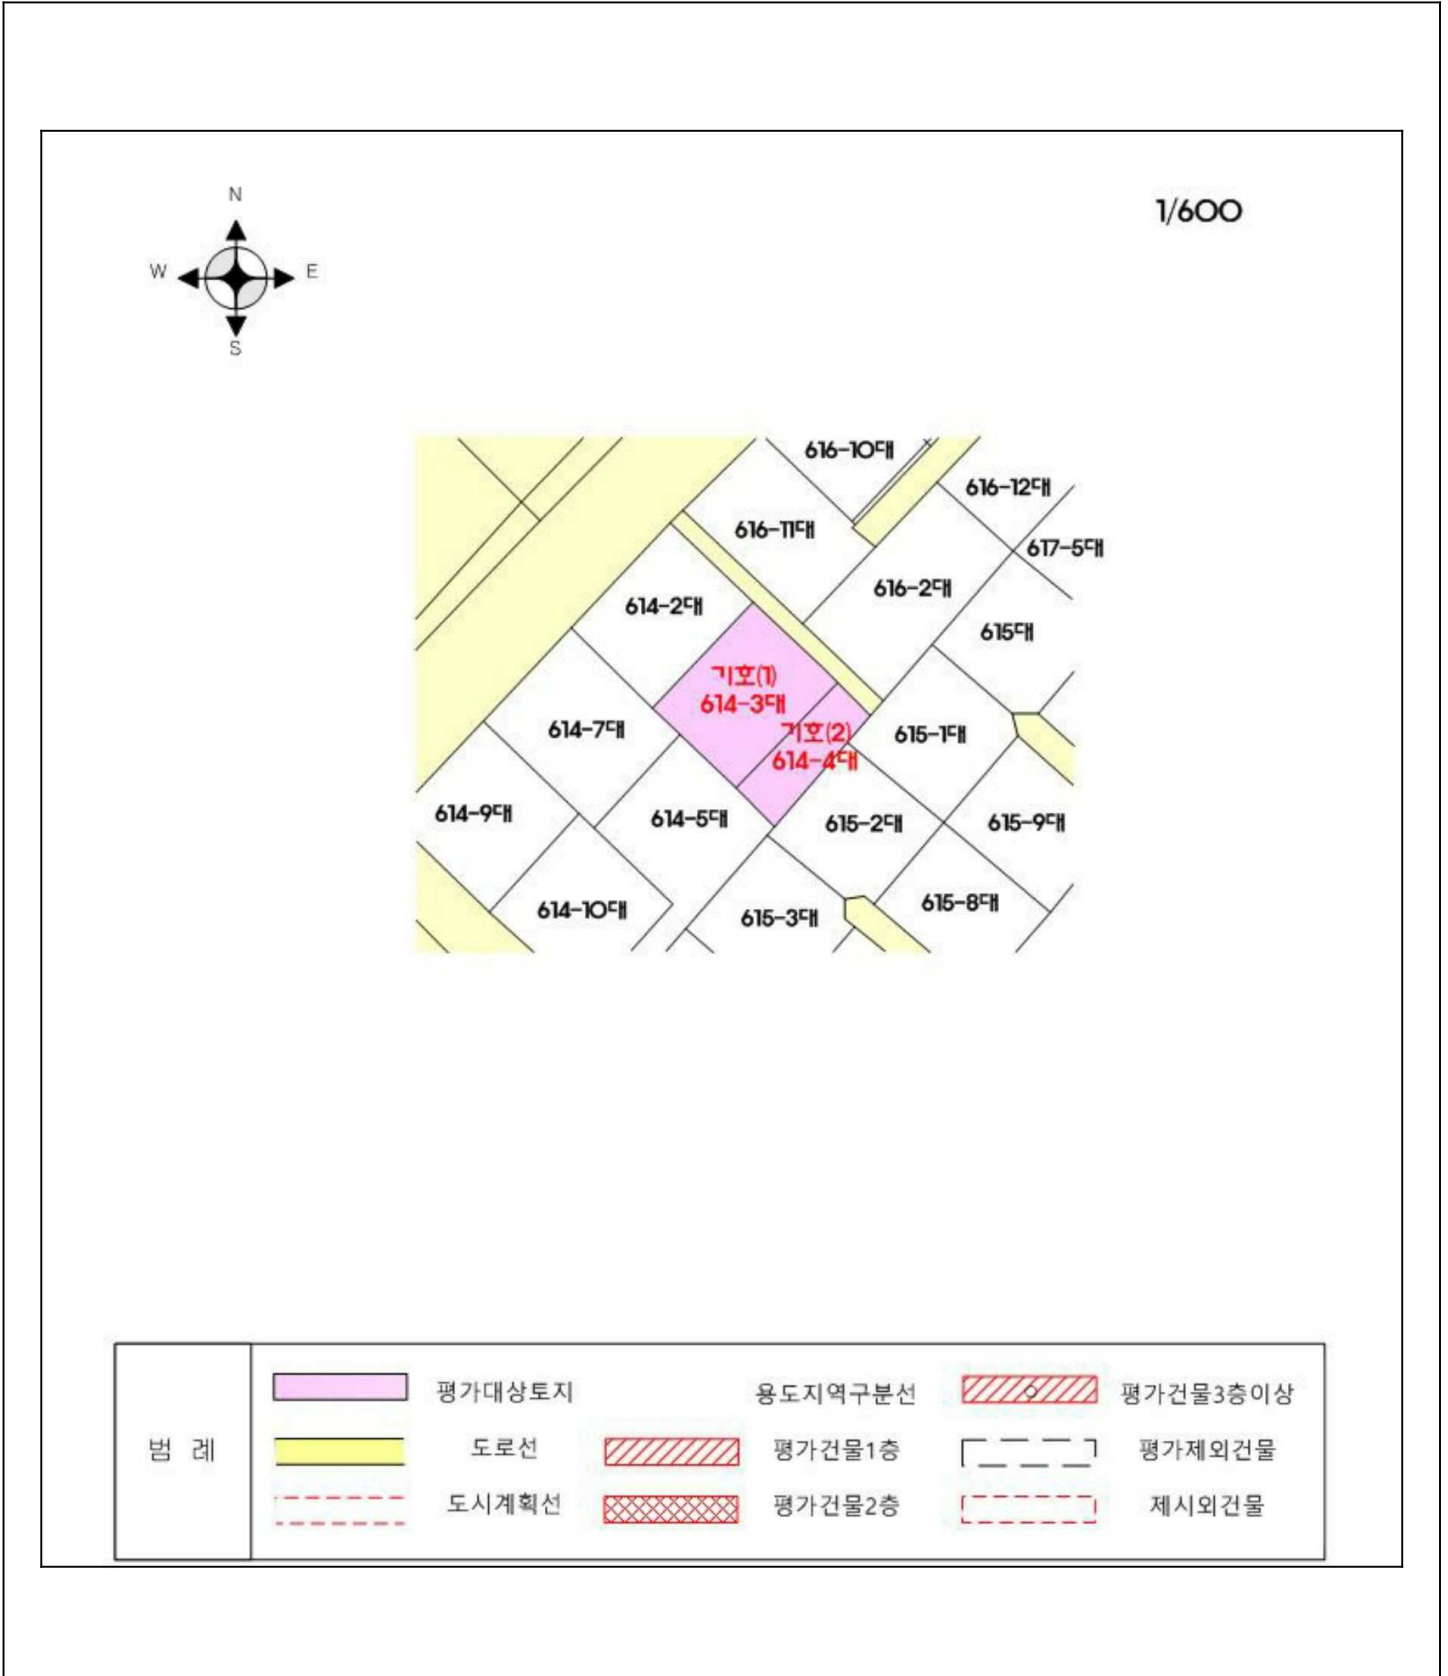 N
1/600
W E
S
616-10대
616-12대
616-11대
617-5대
616-2대
614-2대
615대
기호(1)
614-3대
614-7대
기호(2)
615-1대
614-4대
614-9대
614-5대
615-2대
615-9대
614-10대
615-3대
615-8대
범 례
평가대상토지
용도지역구분선
평가건물3층이상
도로선
평가건물1층
평가제외건물
도시계획선
평가건물2층
제시외건물